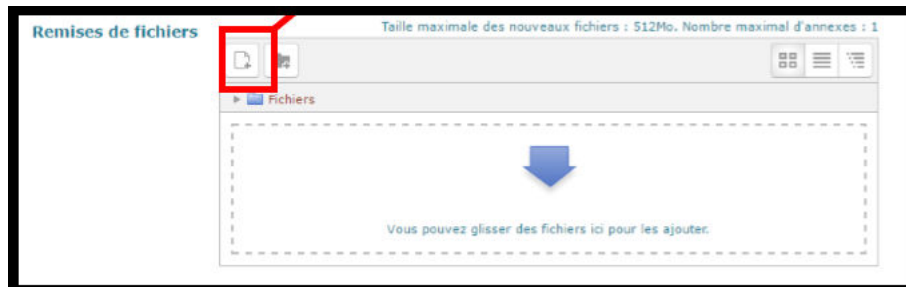 Remises de fichiers
Taille maximale des nouveaux fichiers : 512Mo. Nombre maximal d'annexes : 1
Fichiers
Vous pouvez glisser des fichiers ici pour les ajouter.